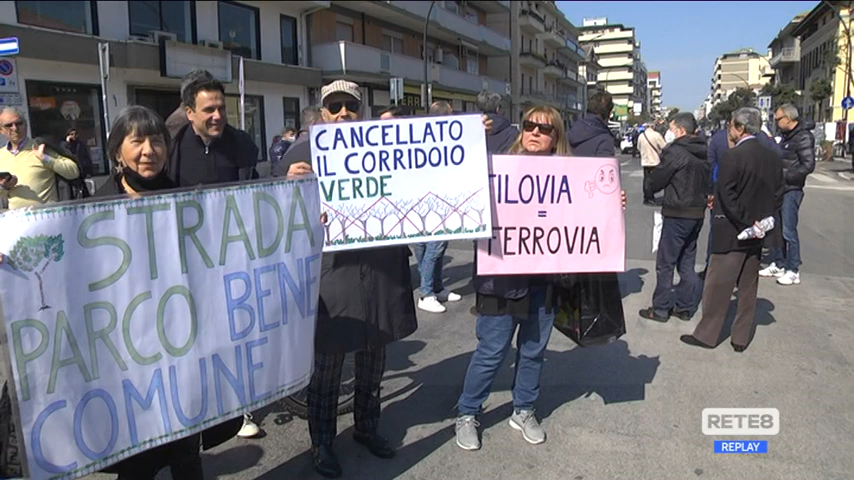 STRADA
PARCO BENE
COMUNE
CANCELLATO
IL CORRIDOIO
VERDE
FILOVIA
=
FERROVIA
RETE8
REPLAY